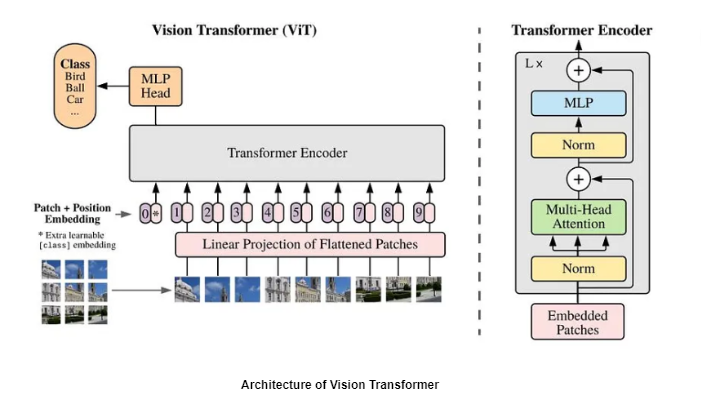 Vision Transformer (ViT)
Class
Bird
Ball
Car
...
MLP
Head
Transformer Encoder
Patch + Position
Embedding
0 * 1 2 3 4 5 6 7 8 9
* Extra learnable
[class] embedding
Linear Projection of Flattened Patches
Transformer Encoder
L x
+
MLP
Norm
+
Multi-Head
Attention
Norm
Embedded
Patches
Architecture of Vision Transformer